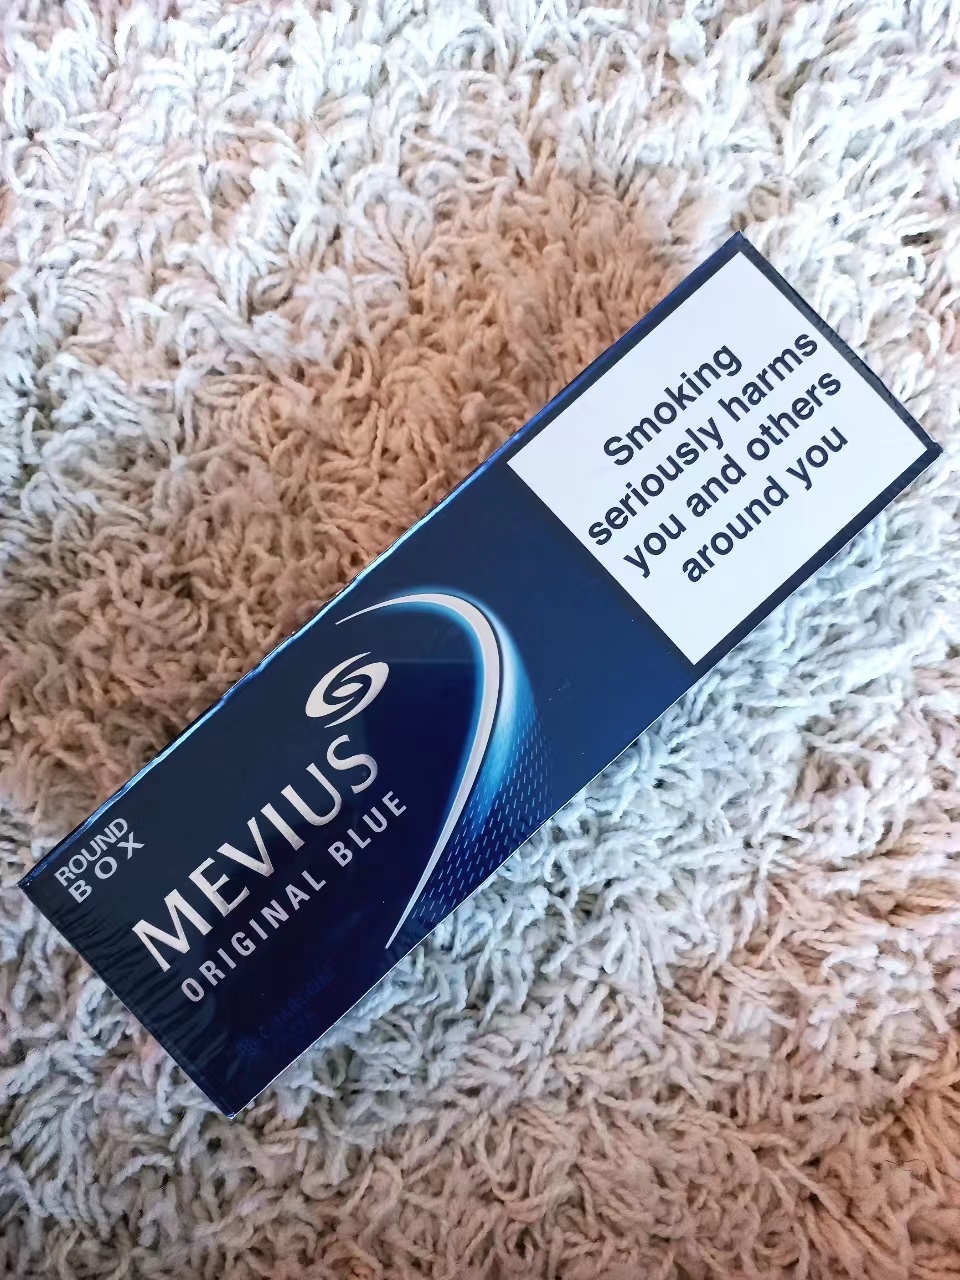 Smoking
seriously harms
you and others
around you
ROUND
BOX
MEVIUS
ORIGINAL BLUE